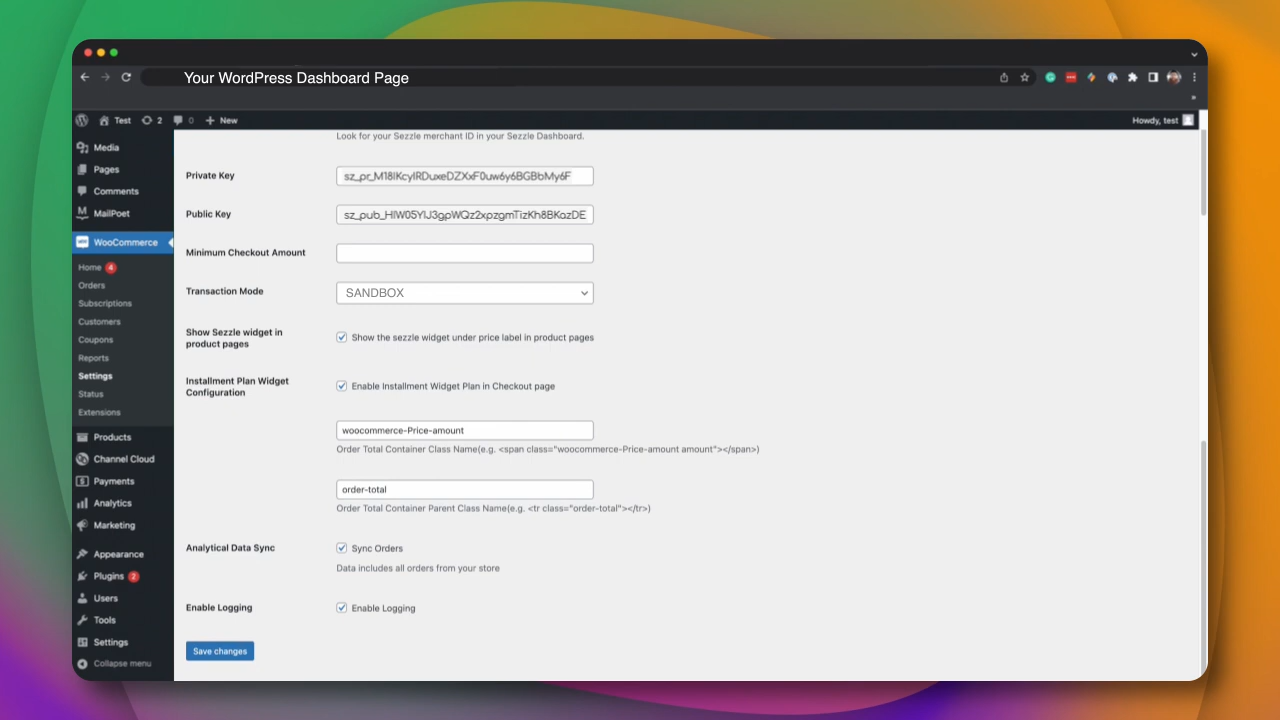 Your WordPress Dashboard Page
Test 2 0 New
Howdy, test
Media
Pages
Comments
MailPoet
WooCommerce
Home 4
Orders
Subscriptions
Customers
Coupons
Reports
Settings
Status
Extensions
Products
Channel Cloud
Payments
Analytics
Marketing
Appearance
Plugins 2
Users
Tools
Settings
Collapse menu
Look for your Sezzle merchant ID in your Sezzle Dashboard.
Private Key
sz_pr_M18IKcyIRDuxeDZXxF0uw6y6BGBbMy6F
Public Key
sz_pub_HIW05YIJ3gpWQz2xpzgmTizKh8BKazDE
Minimum Checkout Amount
Transaction Mode
SANDBOX
Show Sezzle widget in
product pages
Show the sezzle widget under price label in product pages
Installment Plan Widget
Configuration
Enable Installment Widget Plan in Checkout page
woocommerce-Price-amount
Order Total Container Class Name(e.g. <span class="woocommerce-Price-amount amount"></span>)
order-total
Order Total Container Parent Class Name(e.g. <tr class="order-total"></tr>)
Analytical Data Sync
Sync Orders
Data includes all orders from your store
Enable Logging
Enable Logging
Save changes